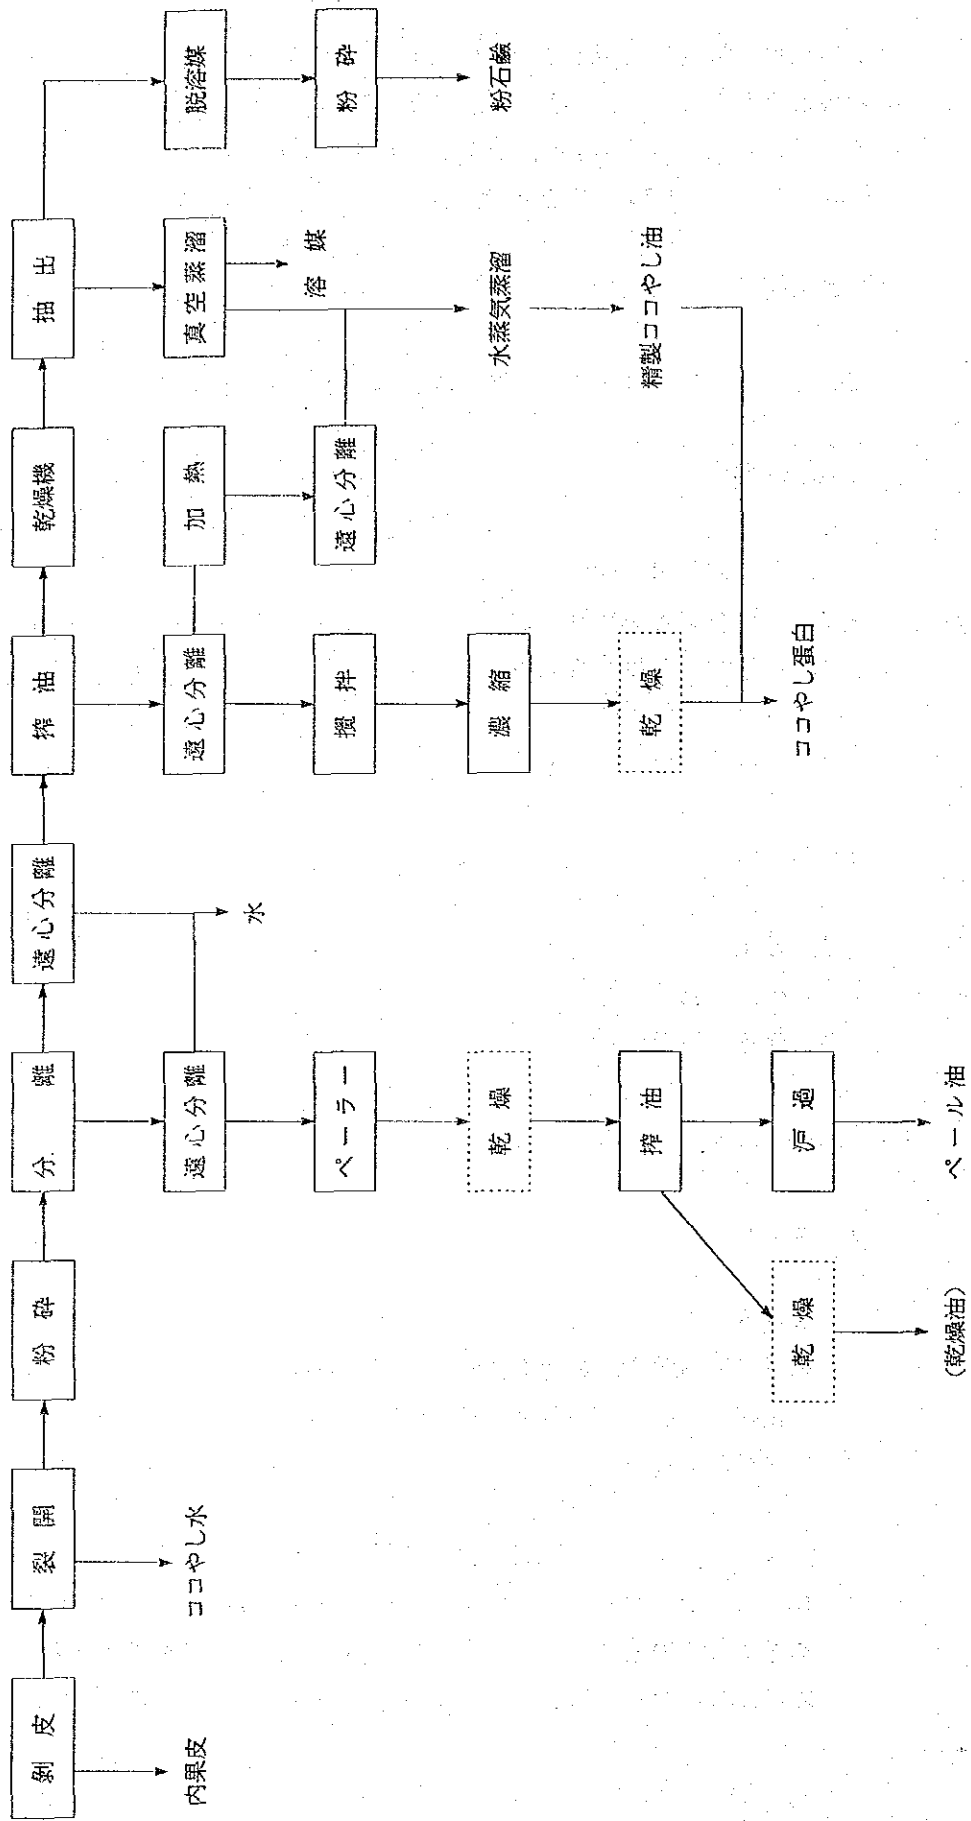 剝皮
裂開
粉砕
分離
遠心分離
搾油
乾燥機
抽出
内果皮
ココやし水
遠心分離
水
遠心分離
加熱
真空蒸溜
脱溶媒
ペーラー
攪拌
遠心分離
溶媒
粉砕
乾燥
濃縮
水蒸気蒸溜
粉石鹼
搾油
乾燥
精製ココやし油
乾燥
沪過
ココやし蛋白
(乾燥油)
ペール油